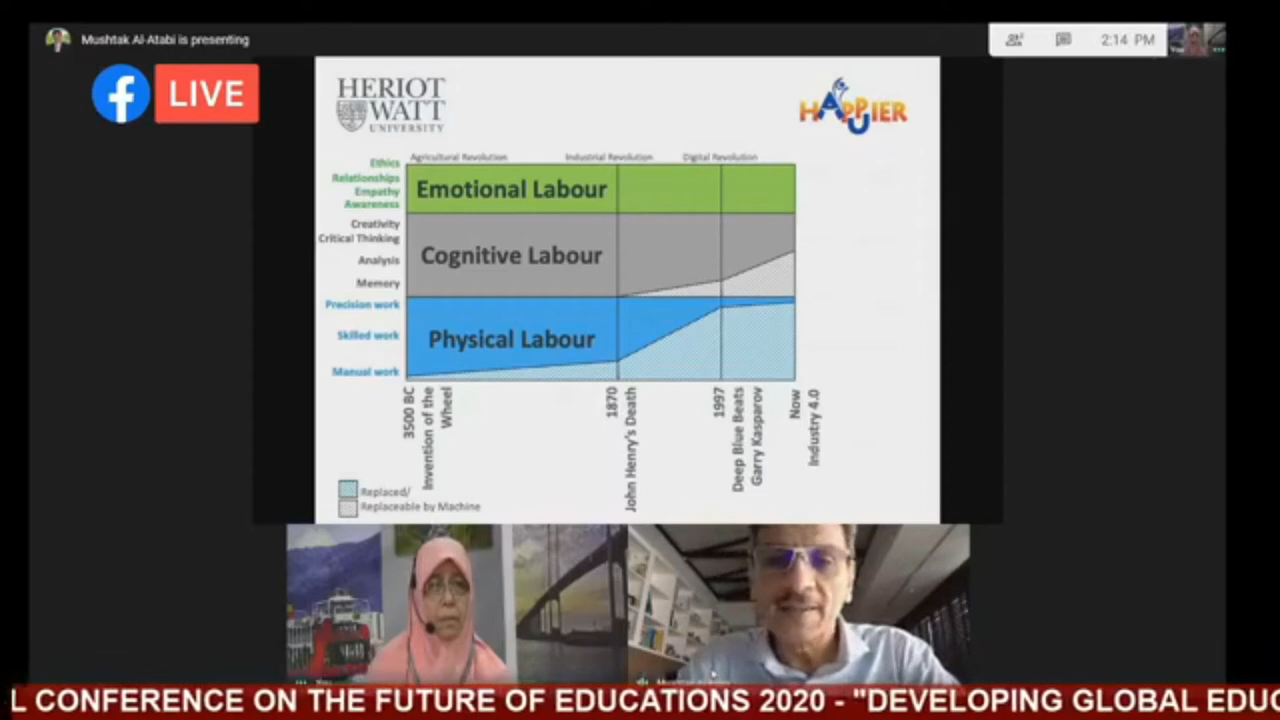 Mushtak Al-Atabi is presenting
2:14 PM
LIVE
HERIOT
WATT
UNIVERSITY
HAPPIER
Agricultural Revolution
Industrial Revolution
Digital Revolution
Ethics
Relationships
Empathy
Awareness
Emotional Labour
Creativity
Critical Thinking
Analysis
Memory
Cognitive Labour
Precision work
Skilled work
Manual work
Physical Labour
3500 BC
Invention of the
Wheel
1870
John Henry's Death
1997
Deep Blue Beats
Garry Kasparov
Now
Industry 4.0
Replaced/
Replaceable by Machine
L CONFERENCE ON THE FUTURE OF EDUCATIONS 2020 - "DEVELOPING GLOBAL EDUC